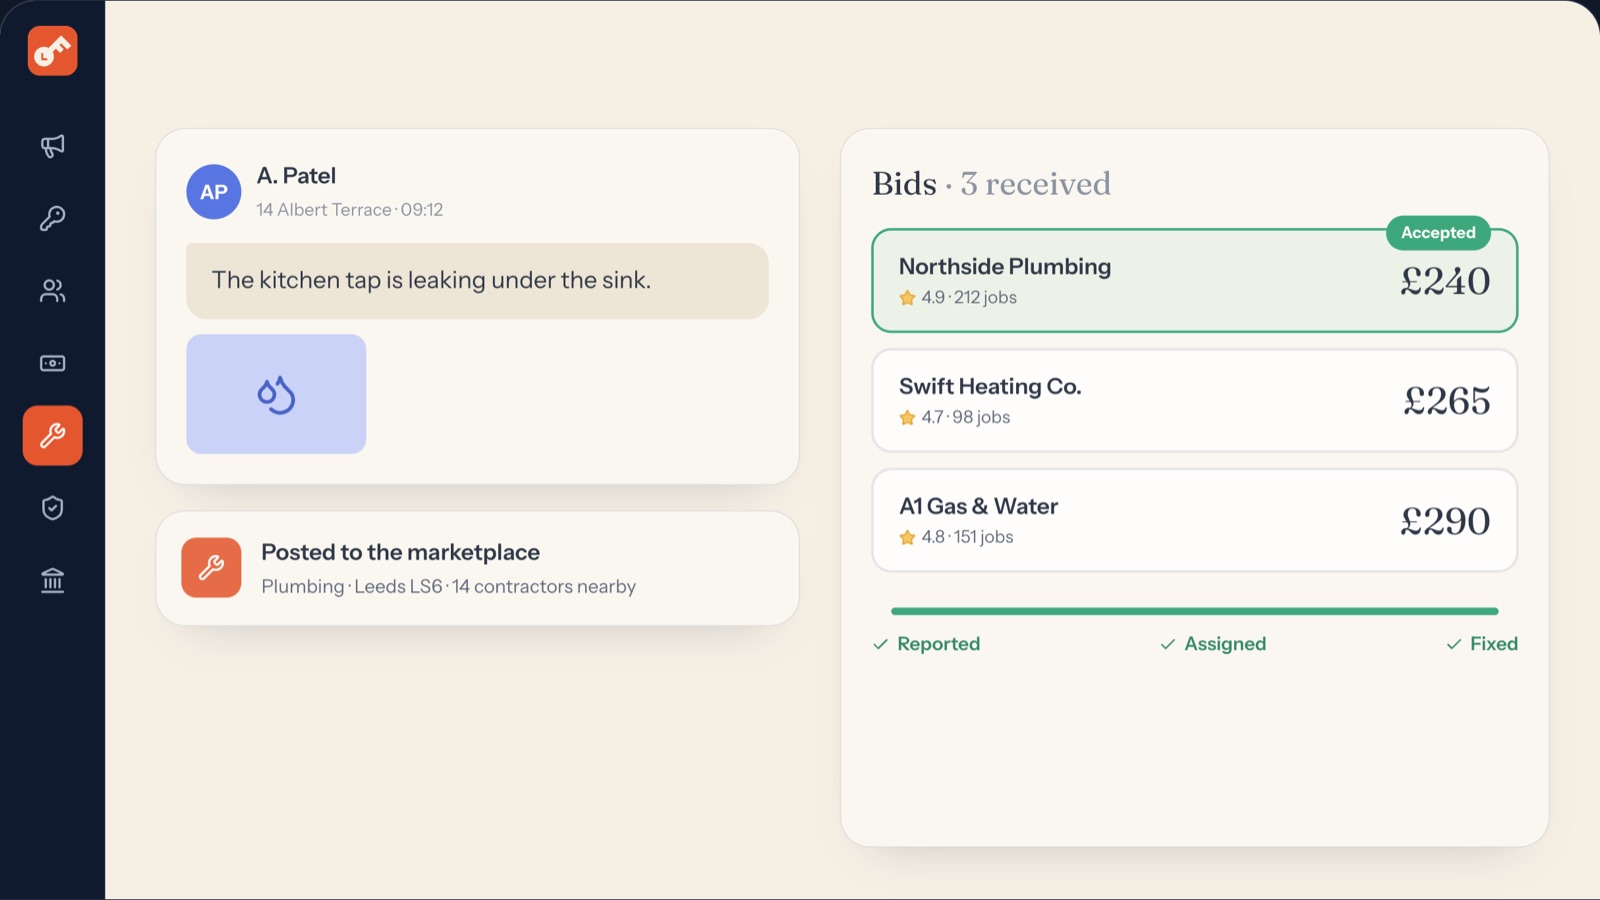 L
AP
A. Patel
14 Albert Terrace · 09:12
The kitchen tap is leaking under the sink.
Posted to the marketplace
Plumbing · Leeds LS6 · 14 contractors nearby
Bids · 3 received
Accepted
Northside Plumbing
4.9 · 212 jobs
£240
Swift Heating Co.
4.7 · 98 jobs
£265
A1 Gas & Water
4.8 · 151 jobs
£290
Reported
Assigned
Fixed